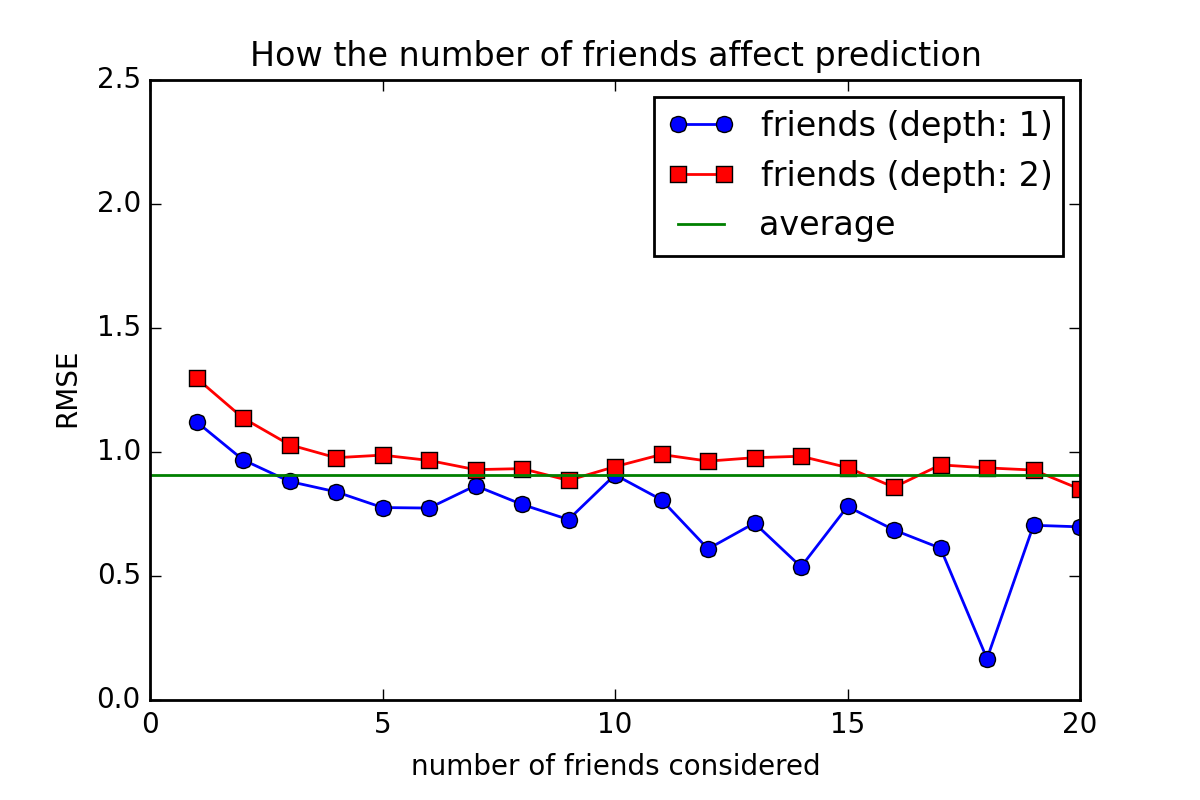 How the number of friends affect prediction
2.5
2.0
1.5
1.0
0.5
0.0
RMSE
friends (depth: 1)
friends (depth: 2)
average
0 5 10 15 20
number of friends considered